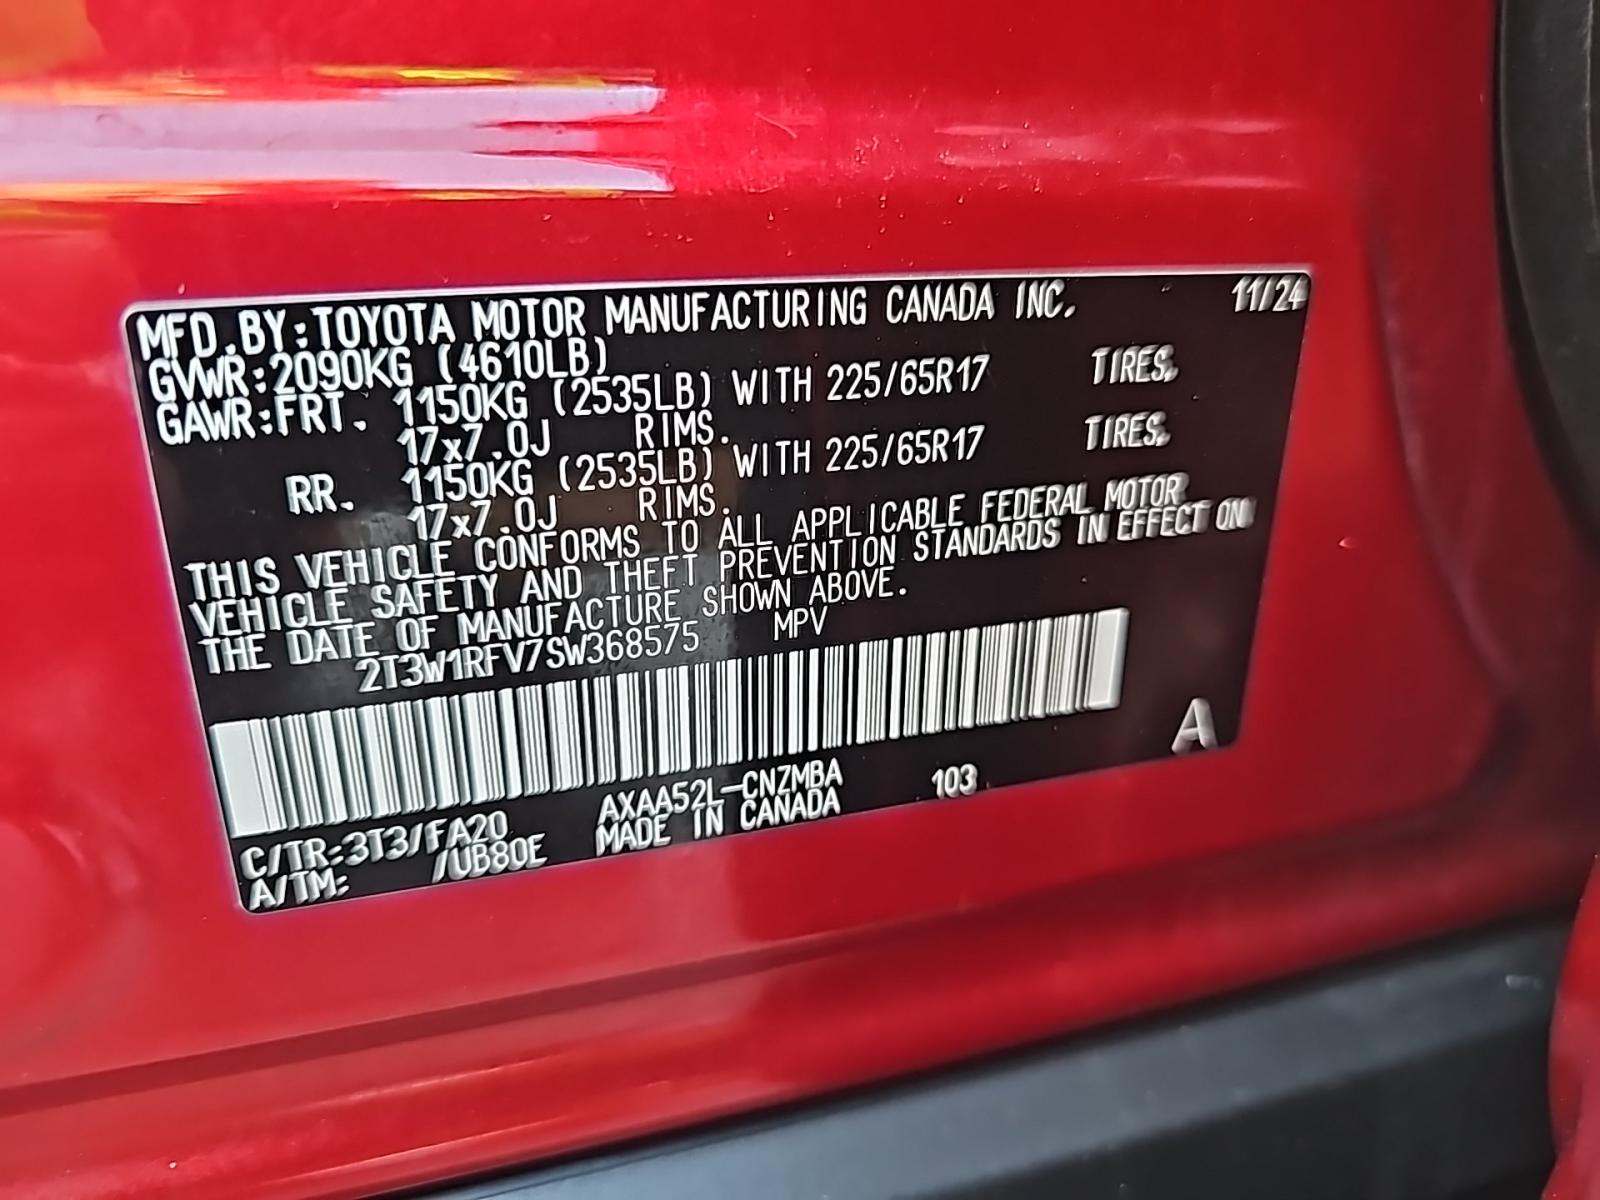 MFD.BY:TOYOTA MOTOR MANUFACTURING CANADA INC. 11/24
GVWR:2090KG (4610LB)
GAWR:FRT. 1150KG (2535LB) WITH 225/65R17 TIRES,
17x7.0J RIMS.
RR. 1150KG (2535LB) WITH 225/65R17 TIRES,
17x7.0J RIMS.
THIS VEHICLE CONFORMS TO ALL APPLICABLE FEDERAL MOTOR
VEHICLE SAFETY AND THEFT PREVENTION STANDARDS IN EFFECT ON
THE DATE OF MANUFACTURE SHOWN ABOVE.
2T3W1RFV7SW368575 MPV
A
C/TR:3T3/FA20 AXAA52L-CNZMBA 103
A/TM: /UB80E MADE IN CANADA